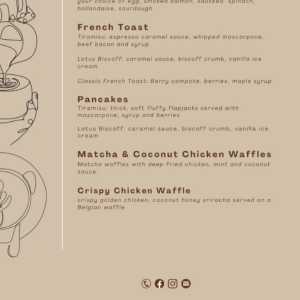 your choice of egg, smoked salmon, sauteed spinach,
hollandaise, sourdough
French Toast
Tiramisu: espresso caramel sauce, whipped mascarpone,
beef bacon and syrup
Lotus Biscoff: caramel sauce, biscoff crumb, vanilla ice
cream
Classic French Toast: Berry compote, berries, maple syrup
Pancakes
Tiramisu: thick, soft, fluffy flapjacks served with
mascarpone, syrup and berries
Lotus Biscoff: caramel sauce, biscoff crumb, vanilla ice
cream
Matcha & Coconut Chicken Waffles
Matcha waffles with deep fried chicken, mint and coconut
sauce
Crispy Chicken Waffle
crispy golden chicken, coconut honey sriracha served on a
Belgian waffle